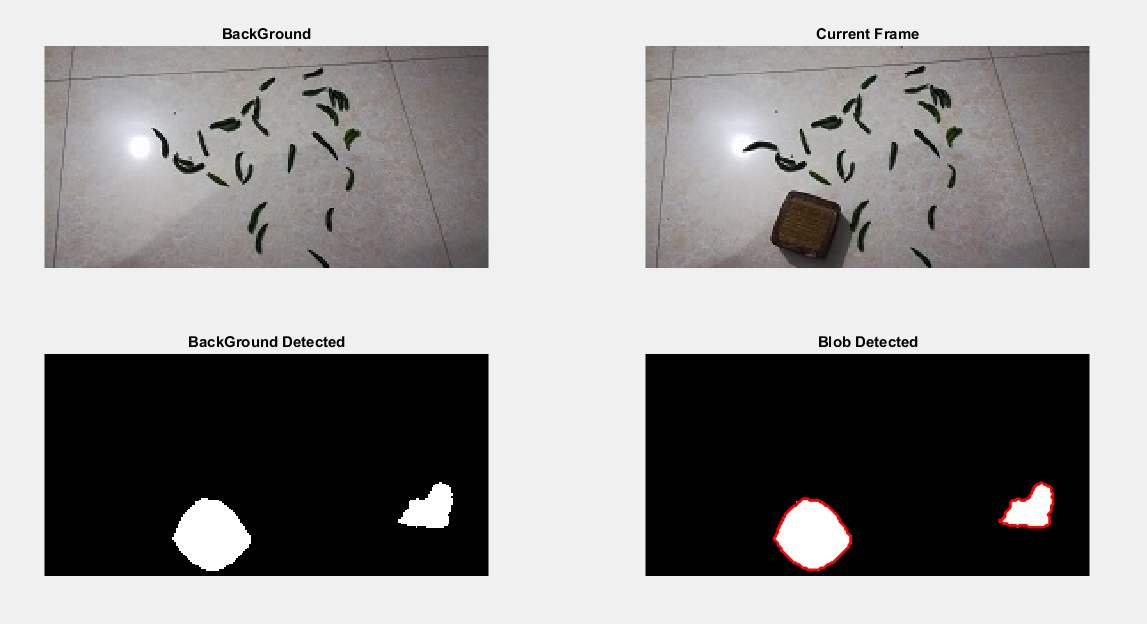 BackGround
Current Frame
BackGround Detected
Blob Detected